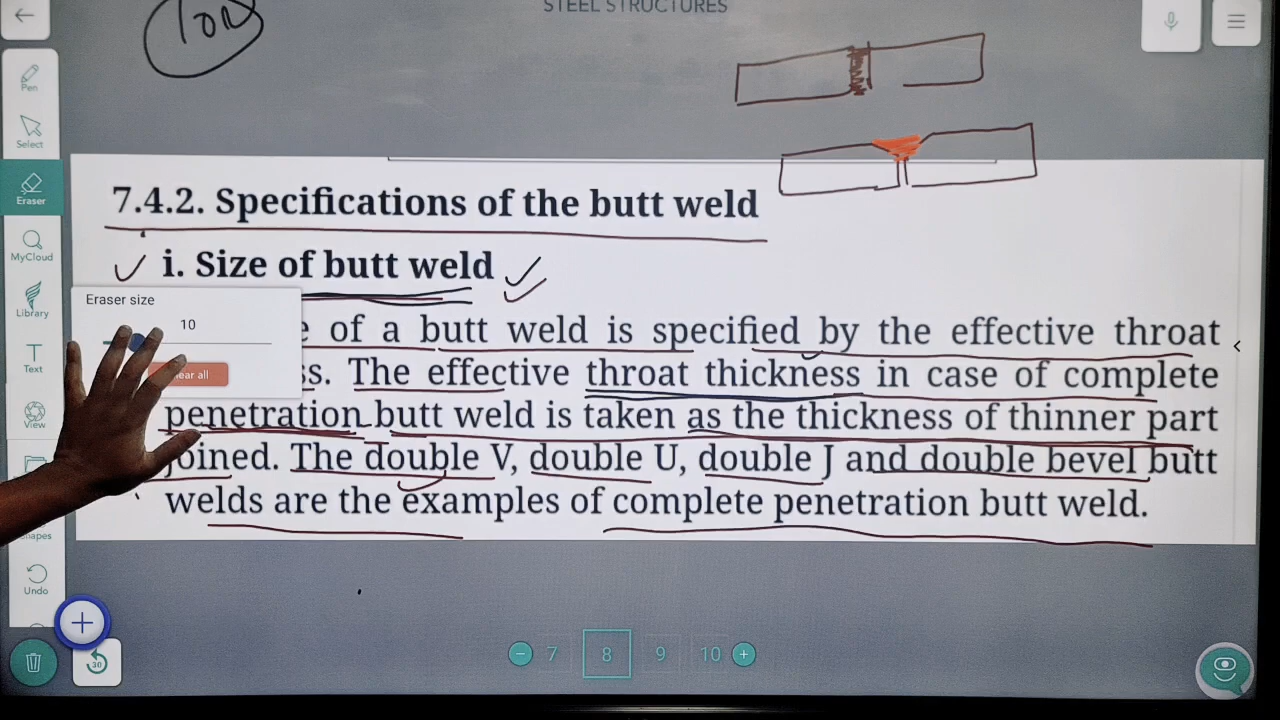 STEEL STRUCTURES
Pen
Select
Eraser
MyCloud
Library
Text
View
Undo
7.4.2. Specifications of the butt weld
i. Size of butt weld
Eraser size
10
of a butt weld is specified by the effective throat
The effective throat thickness in case of complete
penetration butt weld is taken as the thickness of thinner part
joined. The double V, double U, double J and double bevel butt
welds are the examples of complete penetration butt weld.
30
7 8 9 10